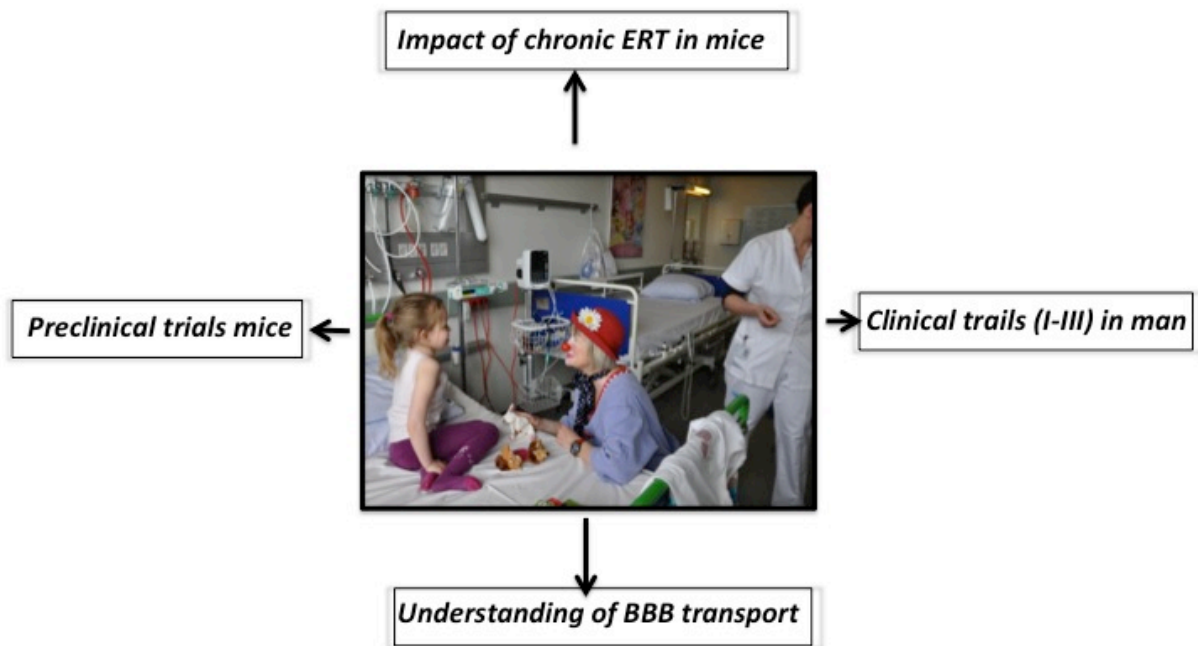 Impact of chronic ERT in mice
Preclinical trials mice
Clinical trails (I-III) in man
Understanding of BBB transport